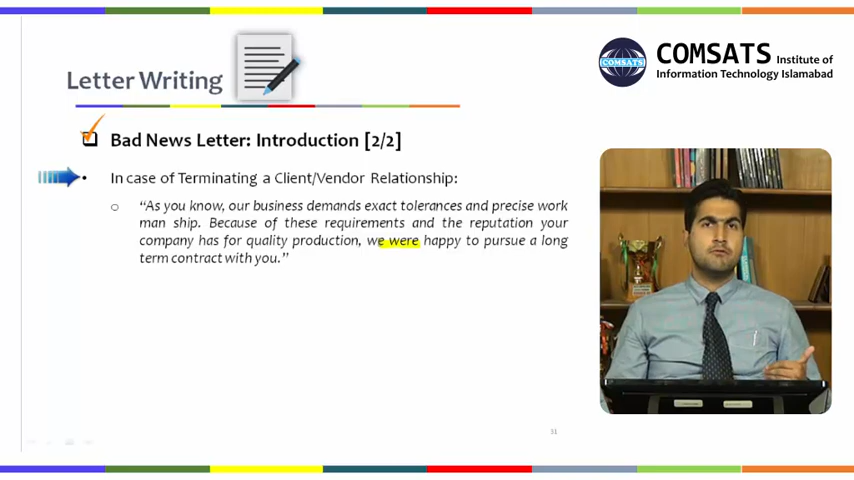 COMSATS Institute of
Information Technology Islamabad
COMSATS
Letter Writing
Bad News Letter: Introduction [2/2]
• In case of Terminating a Client/Vendor Relationship:
o "As you know, our business demands exact tolerances and precise work
man ship. Because of these requirements and the reputation your
company has for quality production, we were happy to pursue a long
term contract with you."
31